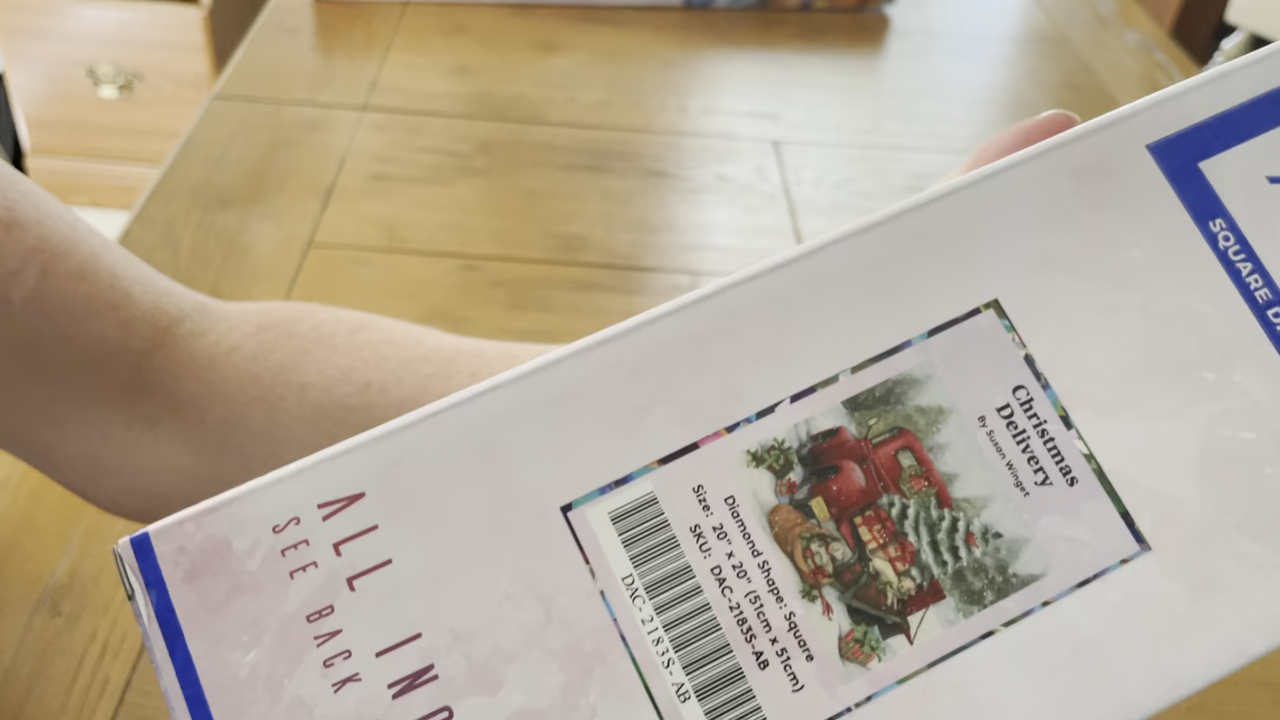 SQUARE
Christmas
Delivery
By Susan Winget
Diamond Shape: Square
Size: 20" x 20" (51cm x 51cm)
SKU: DAC-2183S-AB
DAC-2183S-AB
ALL IN
SEE BACK